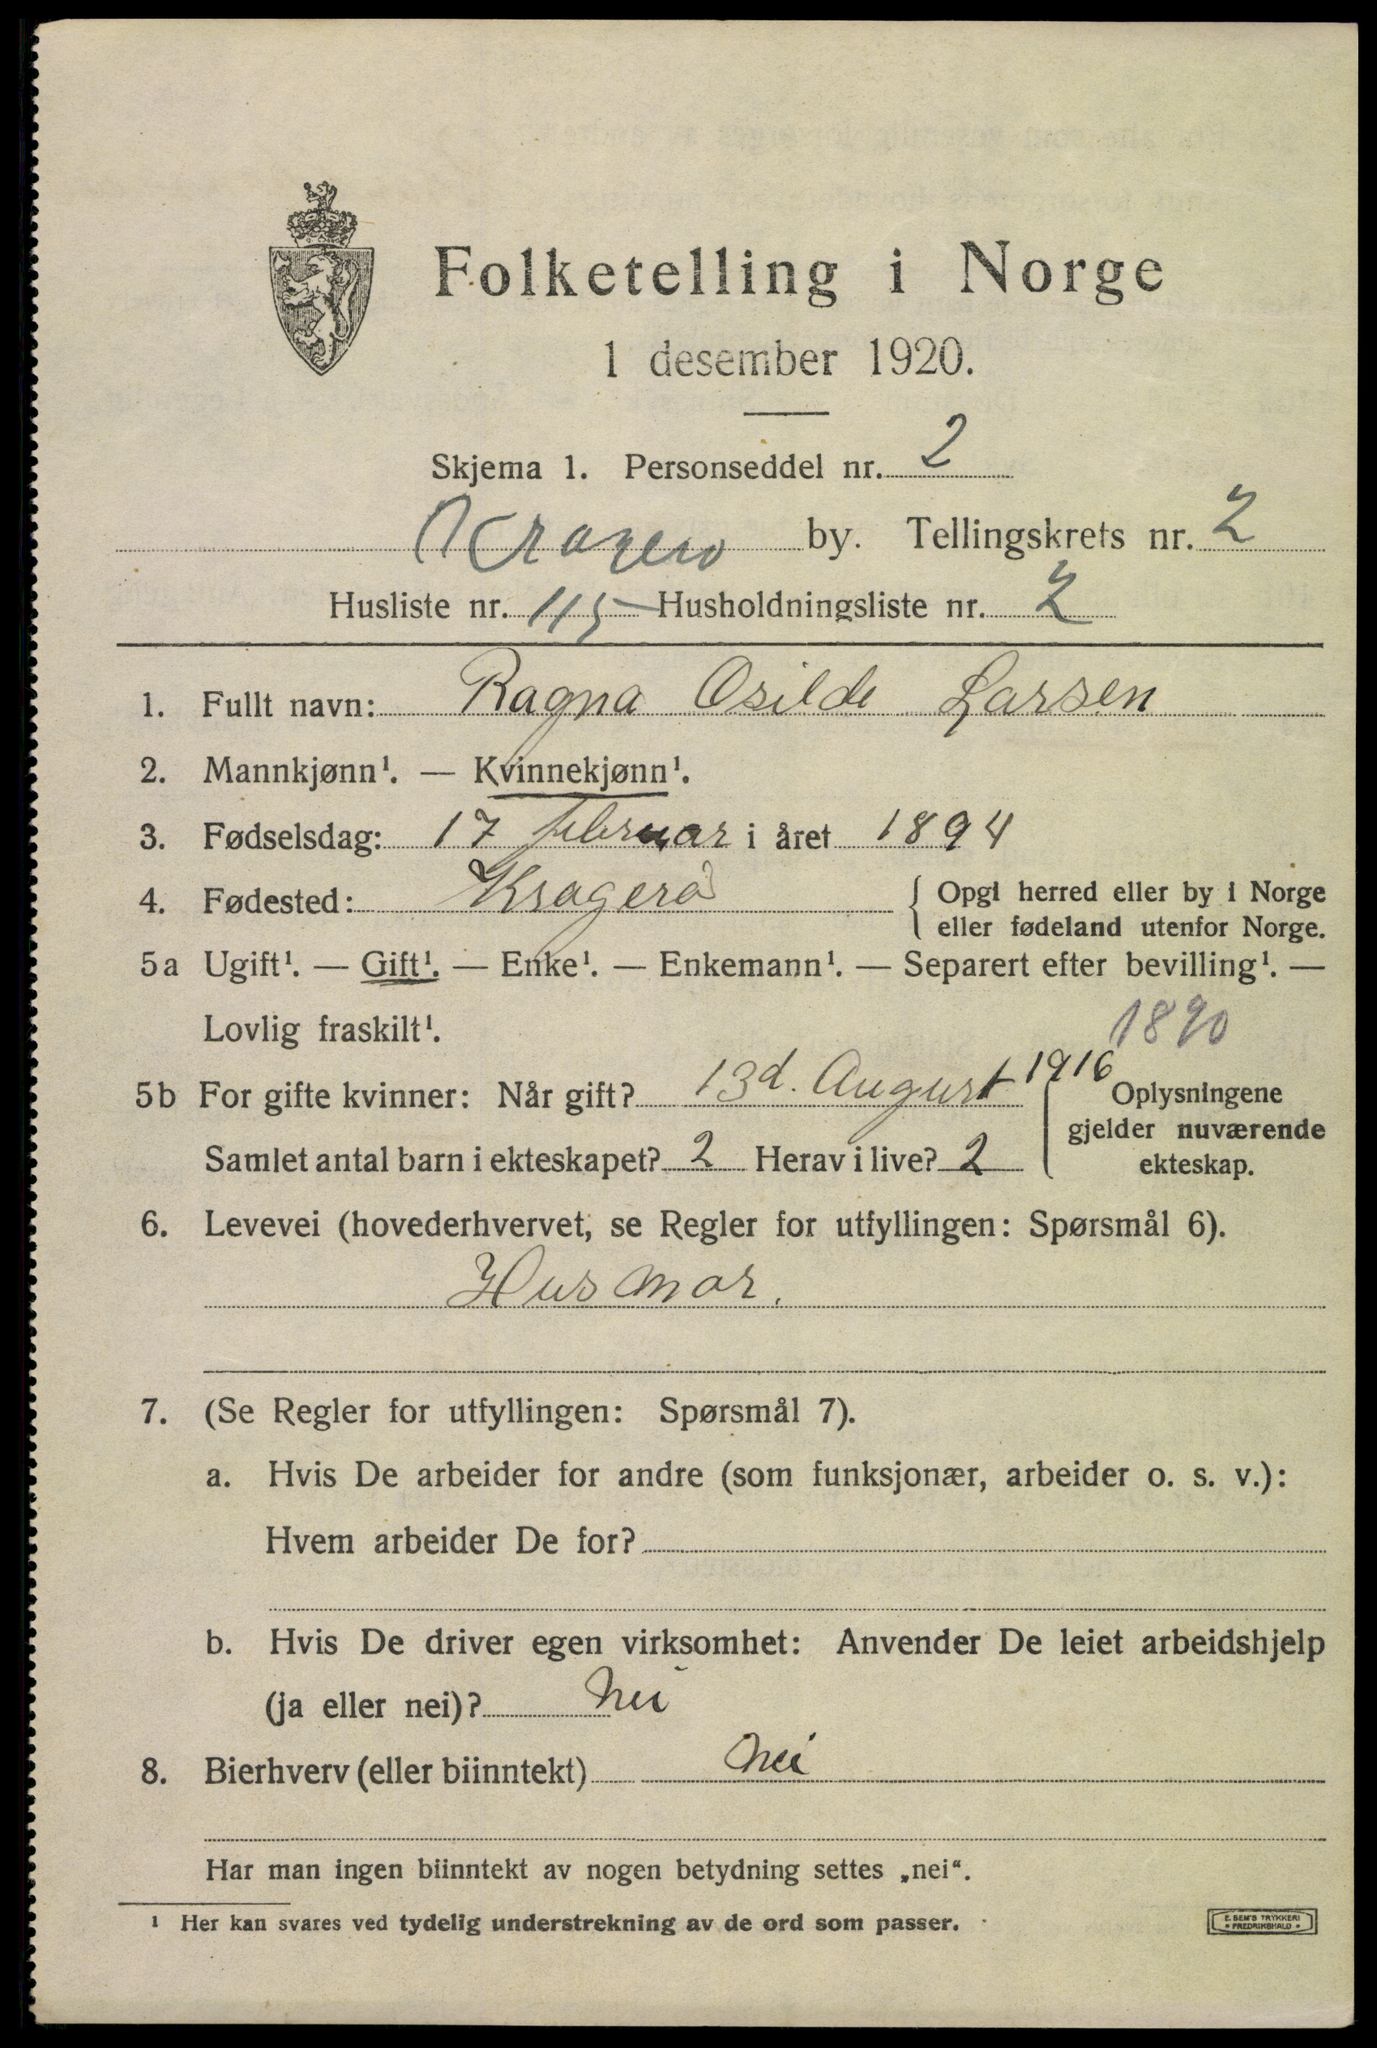 Folketelling i Norge
1 desember 1920.
Skjema 1. Personseddel nr. 2
Kragerø by. Tellingskrets nr. 2
Husliste nr. 115 Husholdningsliste nr. 2
1. Fullt navn: Ragna Osilde Larsen
2. Mannkjønn¹. — Kvinnekjønn¹.
3. Fødselsdag: 17 februar i året 1894
4. Fødested: Kragerø { Opgi herred eller by i Norge
eller fødeland utenfor Norge.
5a Ugift¹. — Gift¹. — Enke¹. — Enkemann¹. — Separert efter bevilling¹. —
Lovlig fraskilt¹.
1890
5b For gifte kvinner: Når gift? 13d. August 1916
Samlet antal barn i ekteskapet? 2 Herav i live? 2
Oplysningene
gjelder nuværende
ekteskap.
6. Levevei (hovederhvervet, se Regler for utfyllingen: Spørsmål 6).
Husmor.
7. (Se Regler for utfyllingen: Spørsmål 7).
a. Hvis De arbeider for andre (som funksjonær, arbeider o. s. v.):
Hvem arbeider De for?
b. Hvis De driver egen virksomhet: Anvender De leiet arbeidshjelp
(ja eller nei)? Nei
8. Bierhverv (eller biinntekt) Nei
Har man ingen biinntekt av nogen betydning settes „nei“.
¹ Her kan svares ved tydelig understrekning av de ord som passer.
E. SEM'S TRYKKERI
FREDRIKSHALD